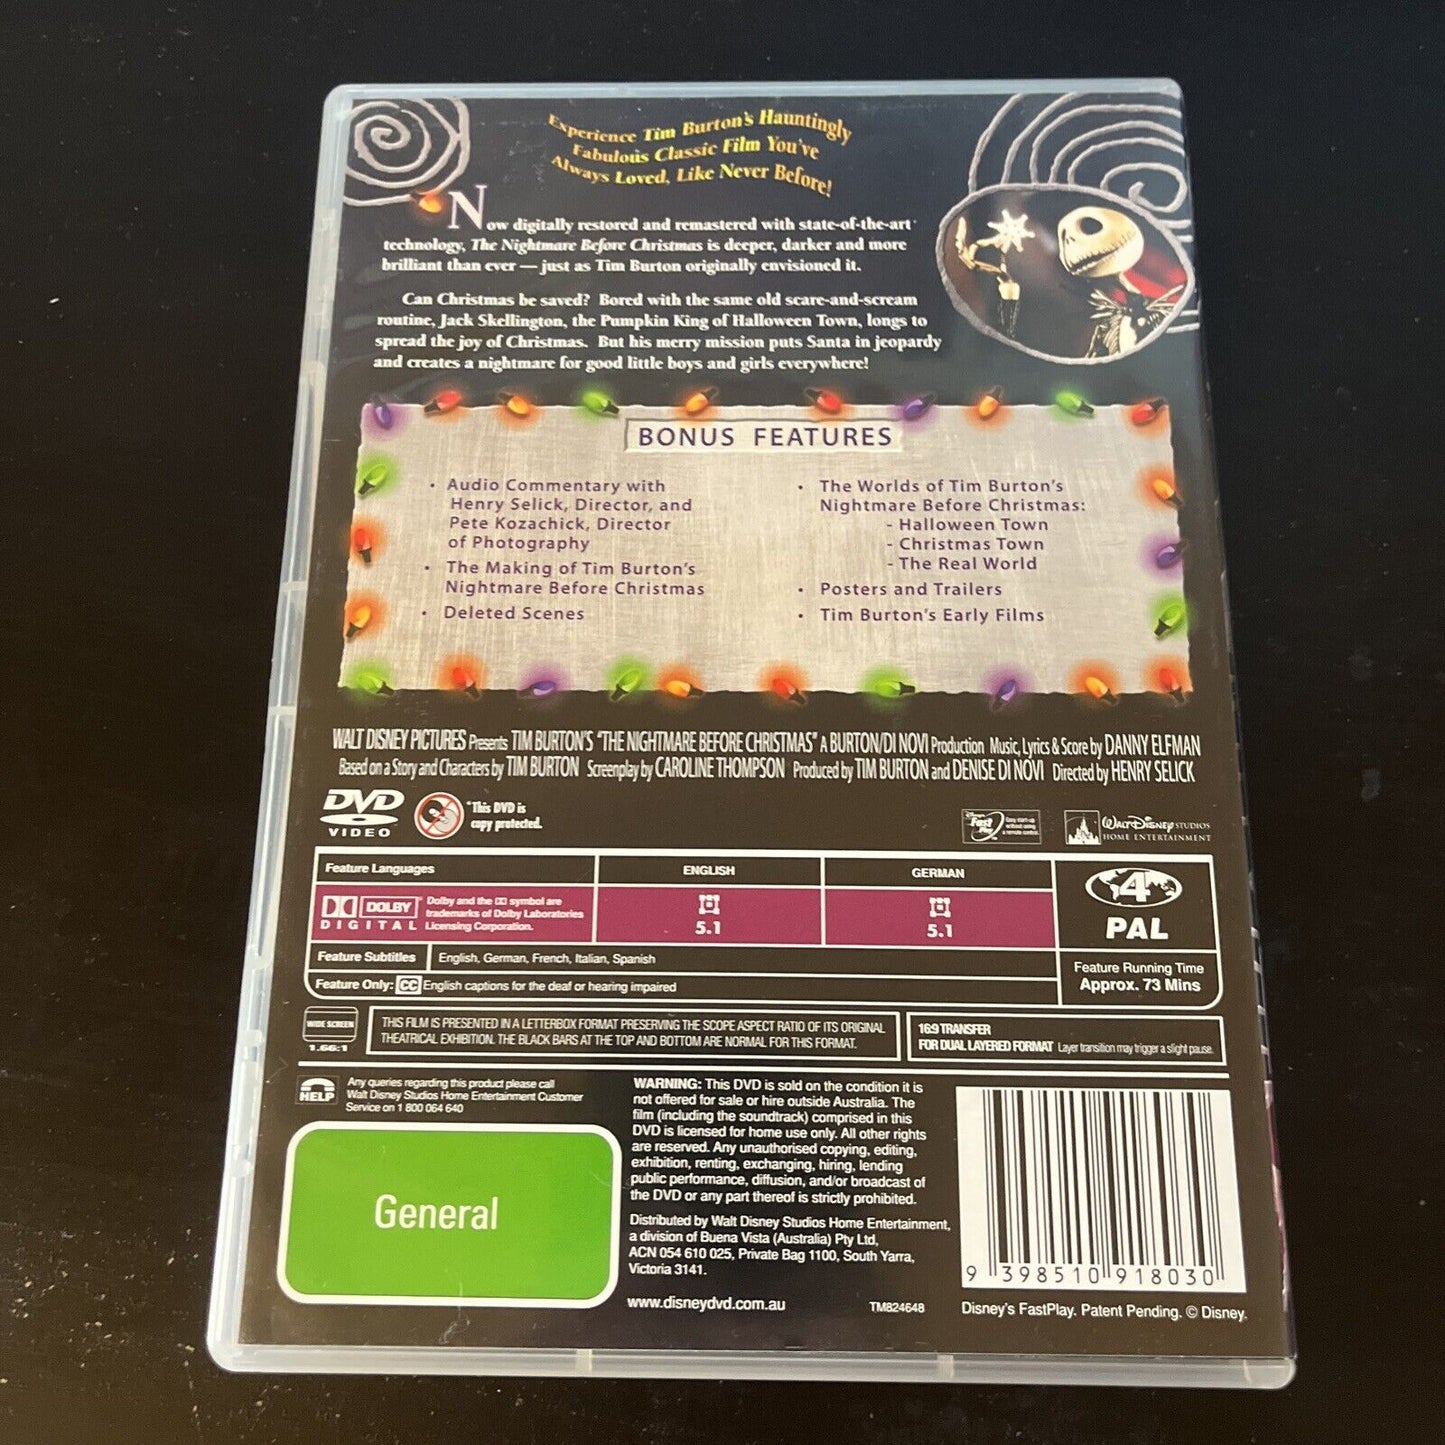 Experience Tim Burton's Hauntingly
Fabulous Classic Film You've
Always Loved, Like Never Before!
Now digitally restored and remastered with state-of-the-art
technology, The Nightmare Before Christmas is deeper, darker and more
brilliant than ever — just as Tim Burton originally envisioned it.
Can Christmas be saved? Bored with the same old scare-and-scream
routine, Jack Skellington, the Pumpkin King of Halloween Town, longs to
spread the joy of Christmas. But his merry mission puts Santa in jeopardy
and creates a nightmare for good little boys and girls everywhere!
BONUS FEATURES
• Audio Commentary with
Henry Selick, Director, and
Pete Kozachick, Director
of Photography
• The Making of Tim Burton's
Nightmare Before Christmas
• Deleted Scenes
• The Worlds of Tim Burton's
Nightmare Before Christmas:
- Halloween Town
- Christmas Town
- The Real World
• Posters and Trailers
• Tim Burton's Early Films
WALT DISNEY PICTURES Presents TIM BURTON'S "THE NIGHTMARE BEFORE CHRISTMAS" A BURTON/DI NOVI Production Music, Lyrics & Score by DANNY ELFMAN
Based on a Story and Characters by TIM BURTON Screenplay by CAROLINE THOMPSON Produced by TIM BURTON and DENISE DI NOVI Directed by HENRY SELICK
DVD
VIDEO
*This DVD is
copy protected.
Disney's
Fast Play
Easy start-up
without using
a remote control.
WALT DISNEY STUDIOS
HOME ENTERTAINMENT
Feature Languages
ENGLISH
GERMAN
DOLBY
DIGITAL
Dolby and the DD symbol are
trademarks of Dolby Laboratories
Licensing Corporation.
5.1
5.1
4
PAL
Feature Subtitles
English, German, French, Italian, Spanish
Feature Only: CC English captions for the deaf or hearing impaired
Feature Running Time
Approx. 73 Mins
WIDE SCREEN
1.66:1
THIS FILM IS PRESENTED IN A LETTERBOX FORMAT PRESERVING THE SCOPE ASPECT RATIO OF ITS ORIGINAL
THEATRICAL EXHIBITION. THE BLACK BARS AT THE TOP AND BOTTOM ARE NORMAL FOR THIS FORMAT.
16:9 TRANSFER
FOR DUAL LAYERED FORMAT Layer transition may trigger a slight pause.
HELP
Any queries regarding this product please call
Walt Disney Studios Home Entertainment Customer
Service on 1 800 064 640
General
WARNING: This DVD is sold on the condition it is
not offered for sale or hire outside Australia. The
film (including the soundtrack) comprised in this
DVD is licensed for home use only. All other rights
are reserved. Any unauthorised copying, editing,
exhibition, renting, exchanging, hiring, lending
public performance, diffusion, and/or broadcast of
the DVD or any part thereof is strictly prohibited.
Distributed by Walt Disney Studios Home Entertainment,
a division of Buena Vista (Australia) Pty Ltd,
ACN 054 610 025, Private Bag 1100, South Yarra,
Victoria 3141.
www.disneydvd.com.au
TM824648
9 398510 918030
Disney's FastPlay. Patent Pending. © Disney.